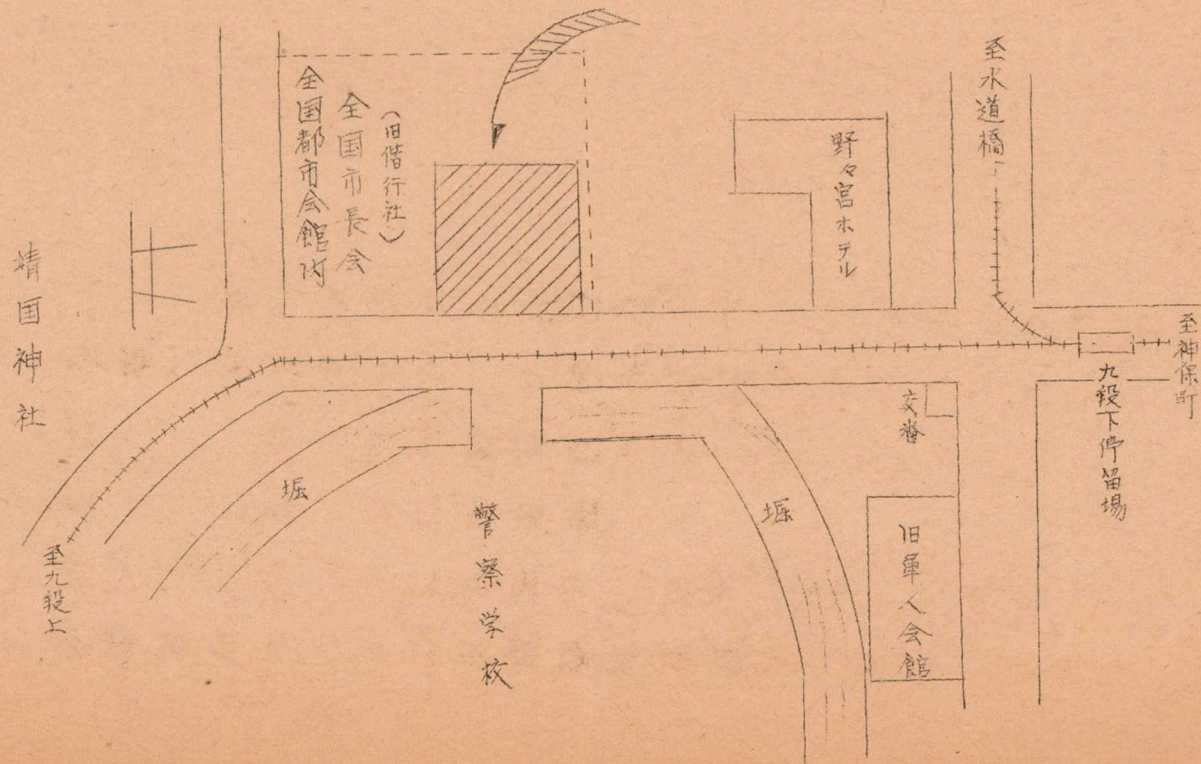 至水道橋
至神保町
九段下停留場
野々宮ホテル
交番
旧軍人会館
堀
(旧偕行社)
全国市長会
全国都市会館内
警察学校
堀
靖国神社
至九段上